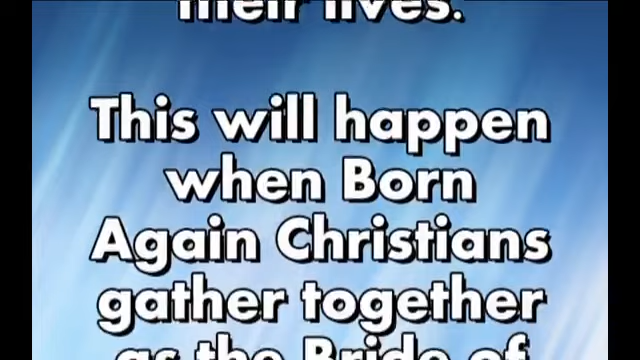 their lives.
This will happen
when Born
Again Christians
gather together
as the Bride of